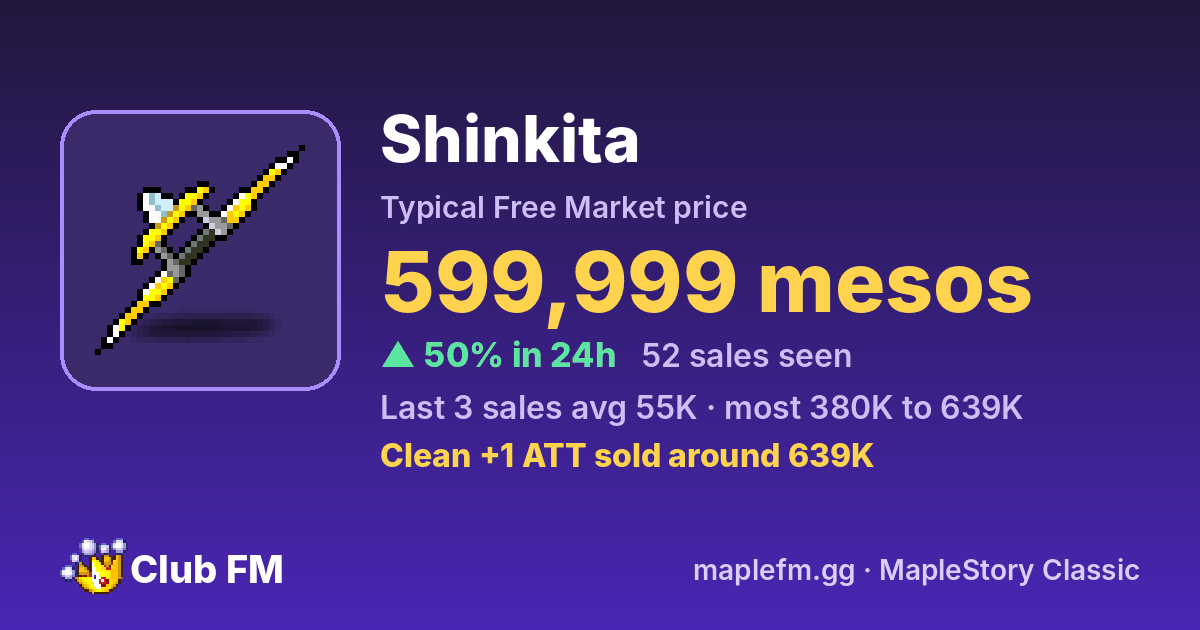 Shinkita
Typical Free Market price
599,999 mesos
▲ 50% in 24h 52 sales seen
Last 3 sales avg 55K · most 380K to 639K
Clean +1 ATT sold around 639K
Club FM
maplefm.gg · MapleStory Classic